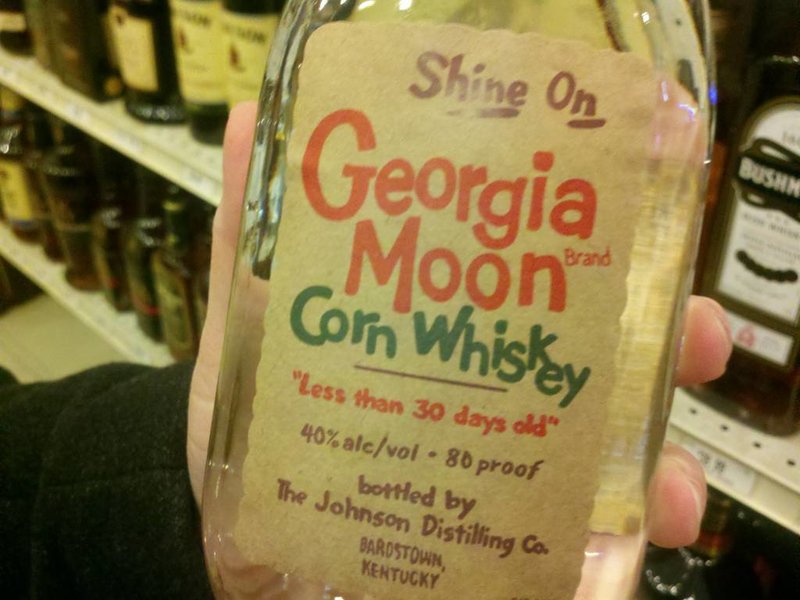 Shine On
Georgia
Moon Brand
Corn Whiskey
"Less than 30 days old"
40% alc/vol • 80 proof
bottled by
The Johnson Distilling Co.
BARDSTOWN,
KENTUCKY
BUSHM